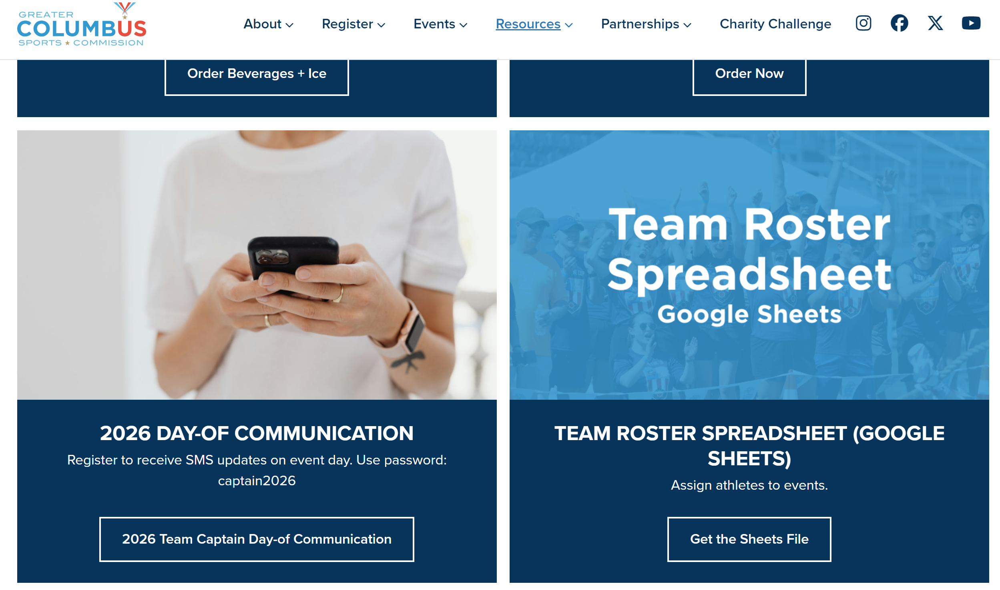 GREATER
COLUMBUS
SPORTS ★ COMMISSION
About
Register
Events
Resources
Partnerships
Charity Challenge
Order Beverages + Ice
Order Now
Team Roster
Spreadsheet
Google Sheets
2026 DAY-OF COMMUNICATION
Register to receive SMS updates on event day. Use password:
captain2026
2026 Team Captain Day-of Communication
TEAM ROSTER SPREADSHEET (GOOGLE
SHEETS)
Assign athletes to events.
Get the Sheets File